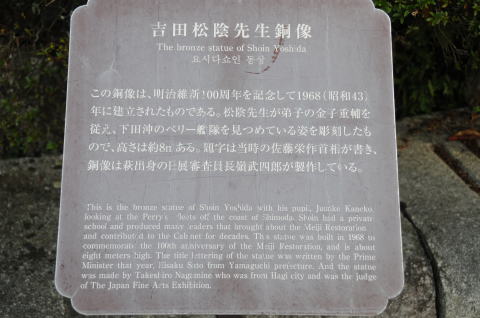 吉田松陰先生銅像
The bronze statue of Shoin Yoshida
요시다쇼인 동상
この銅像は、明治維新100周年を記念して1968(昭和43)
年に建立されたものである。松陰先生が弟子の金子重輔を
従え、下田沖のペリー艦隊を見つめている姿を彫刻したも
ので、高さは約8mある。題字は当時の佐藤栄作首相が書き、
銅像は萩出身の日展審査員長嶺武四郎が製作している。
This is the bronze statue of Shoin Yoshida with his pupil, Juusuke Kaneko,
looking at the Perry's fleets off the coast of Shimoda. Shoin had a private
school and produced many leaders that brought about the Meiji Restoration
and contributed to the Cabinet for decades. This statue was built in 1968 to
commemorate the 100th anniversary of the Meiji Restoration, and is about
eight meters high. The title lettering of the statue was written by the Prime
Minister that year, Eisaku Sato from Yamaguchi prefecture. And the statue
was made by Takeshiro Nagamine who was from Hagi city and was the judge
of The Japan Fine Arts Exhibition.